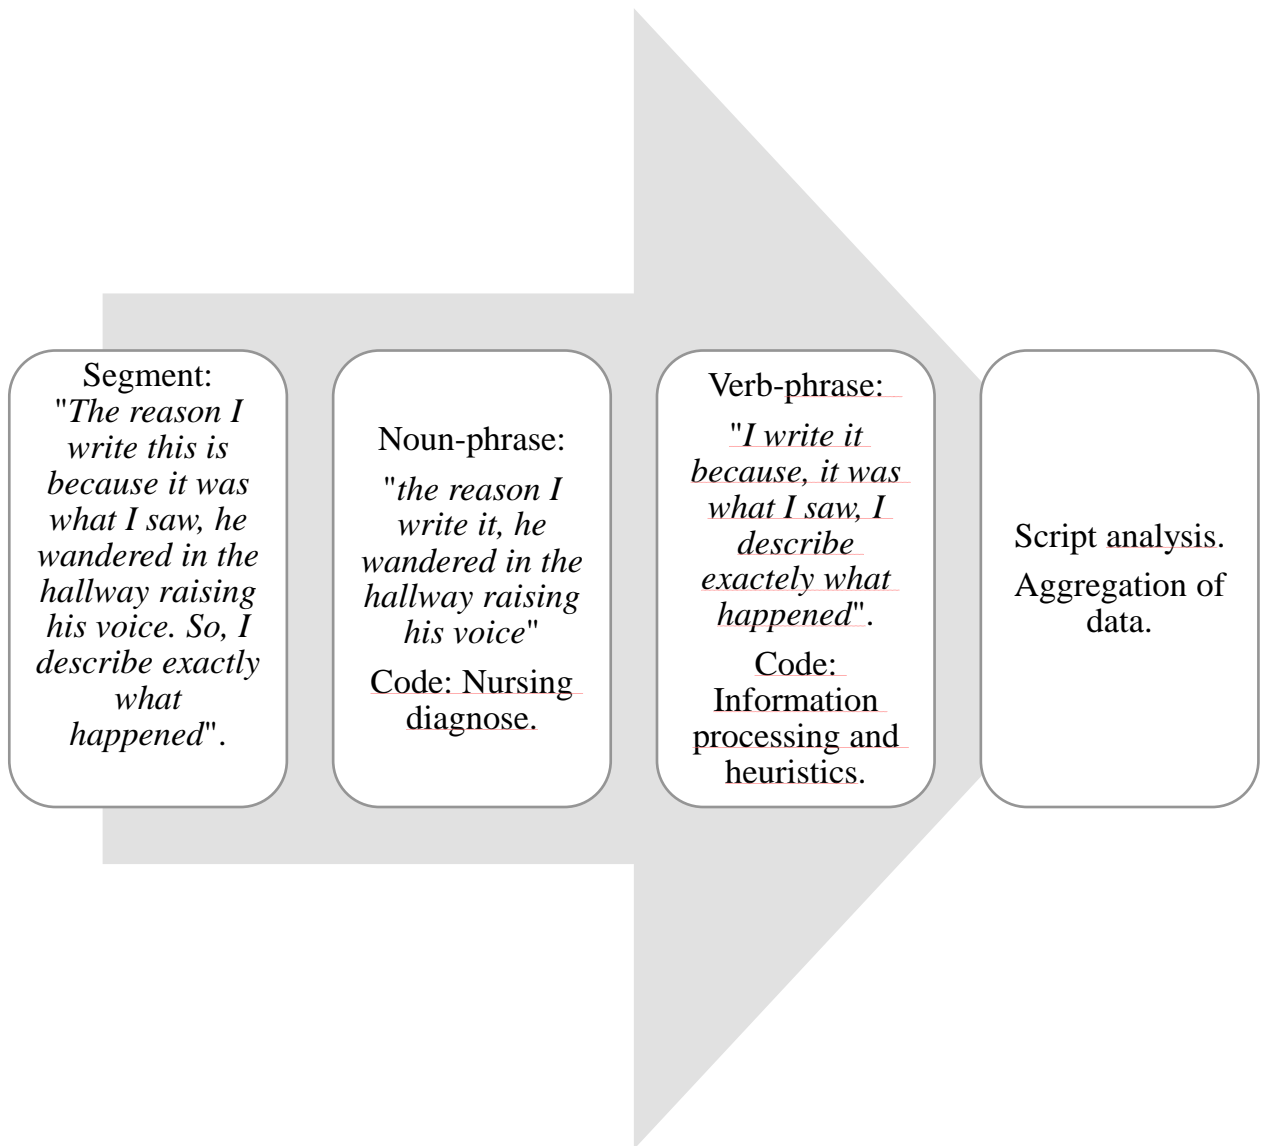 Segment:
"The reason I
write this is
because it was
what I saw, he
wandered in the
hallway raising
his voice. So, I
describe exactly
what
happened".
Noun-phrase:
"the reason I
write it, he
wandered in the
hallway raising
his voice"
Code: Nursing
diagnose.
Verb-phrase:
"I write it
because, it was
what I saw, I
describe
exactely what
happened".
Code:
Information
processing and
heuristics.
Script analysis.
Aggregation of
data.